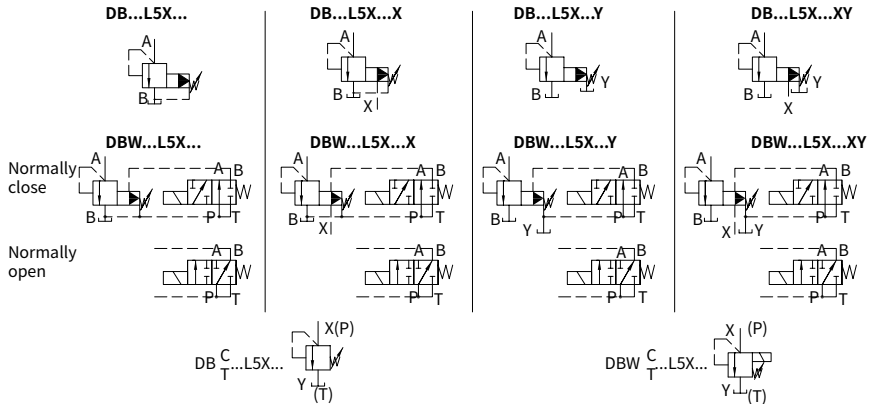 DB...L5X... DB...L5X...X DB...L5X...Y DB...L5X...XY
A A A A
B B X B Y B Y X
DBW...L5X... DBW...L5X...X DBW...L5X...Y DBW...L5X...XY
Normally close
A A B A A B A A B A A B
B P T B X P T B Y P T B X Y P T
Normally open
A B A B A B A B
P T P T P T P T
DB C/T...L5X... X(P) Y (T)
DBW C/T...L5X... X (P) Y (T)